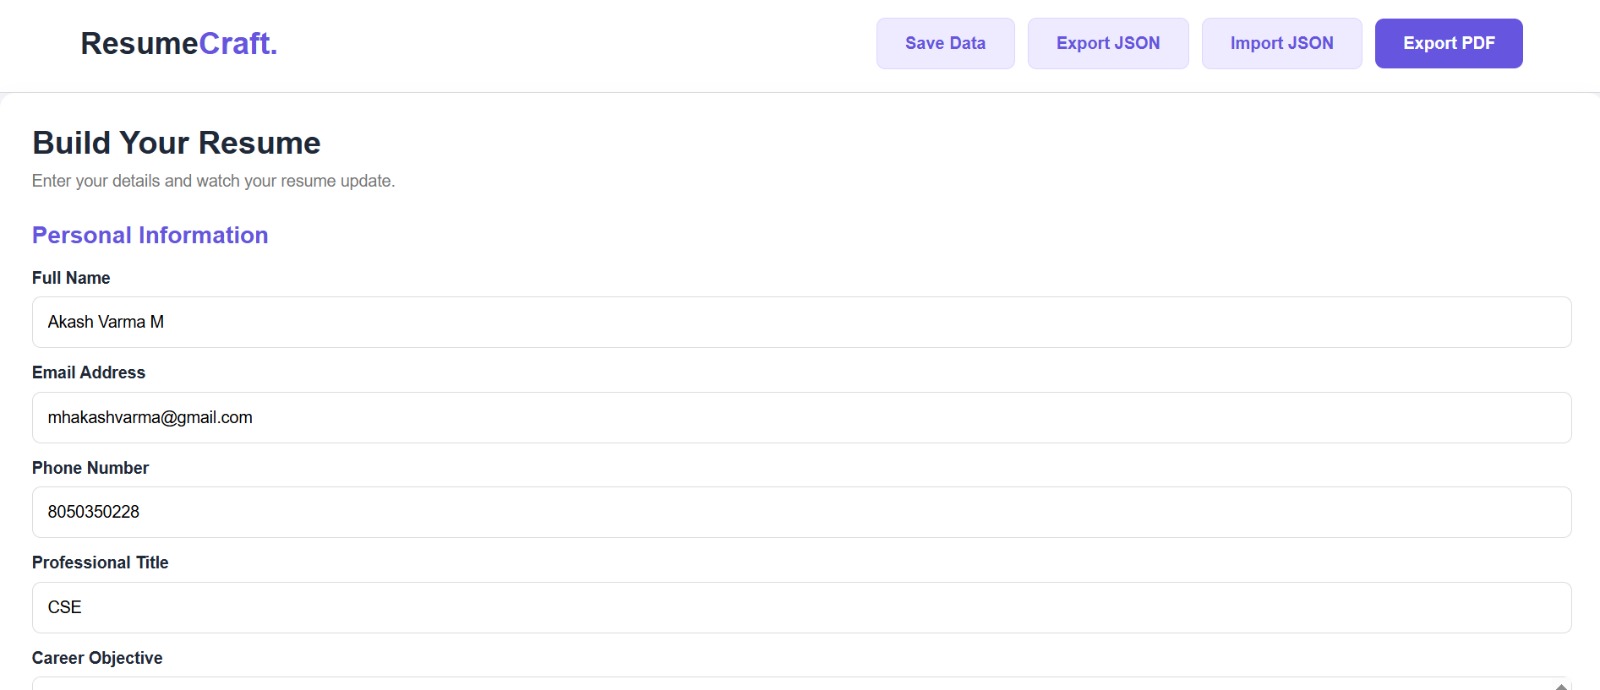 ResumeCraft.
Save Data
Export JSON
Import JSON
Export PDF
Build Your Resume
Enter your details and watch your resume update.
Personal Information
Full Name
Akash Varma M
Email Address
mhakashvarma@gmail.com
Phone Number
8050350228
Professional Title
CSE
Career Objective